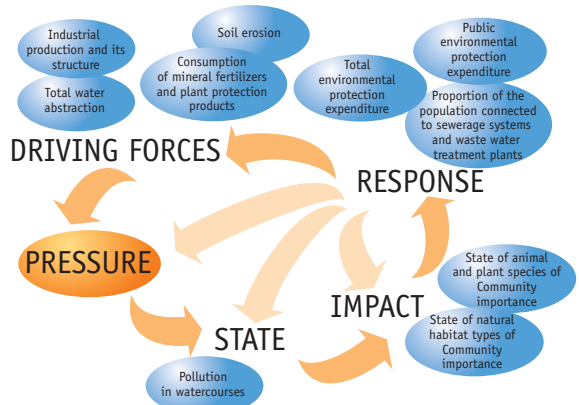 Industrial
production and its
structure
Total water
abstraction
Soil erosion
Consumption
of mineral fertilizers
and plant protection
products
Total
environmental
protection
expenditure
Public
environmental
protection
expenditure
Proportion of the
population connected
to sewerage systems
and waste water
treatment plants
DRIVING FORCES
RESPONSE
PRESSURE
State of animal
and plant species of
Community
importance
IMPACT
State of natural
habitat types of
Community
importance
STATE
Pollution
in watercourses